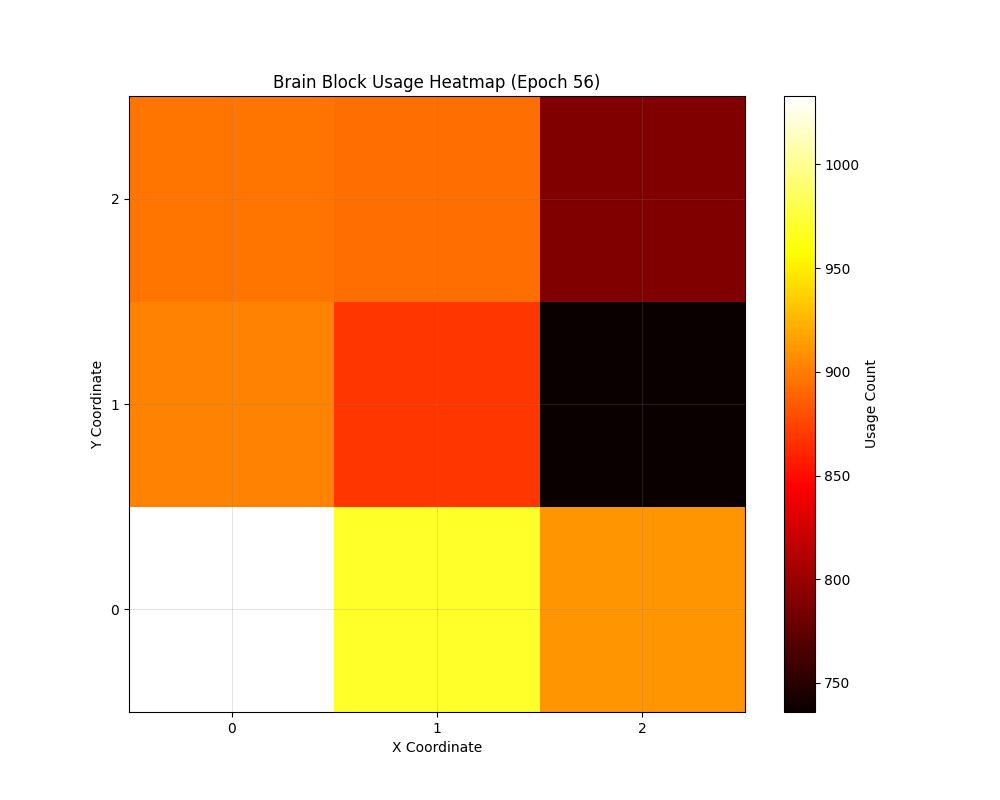 Brain Block Usage Heatmap (Epoch 56)
2
1
0
Y Coordinate
0 1 2
X Coordinate
1000
950
900
850
800
750
Usage Count